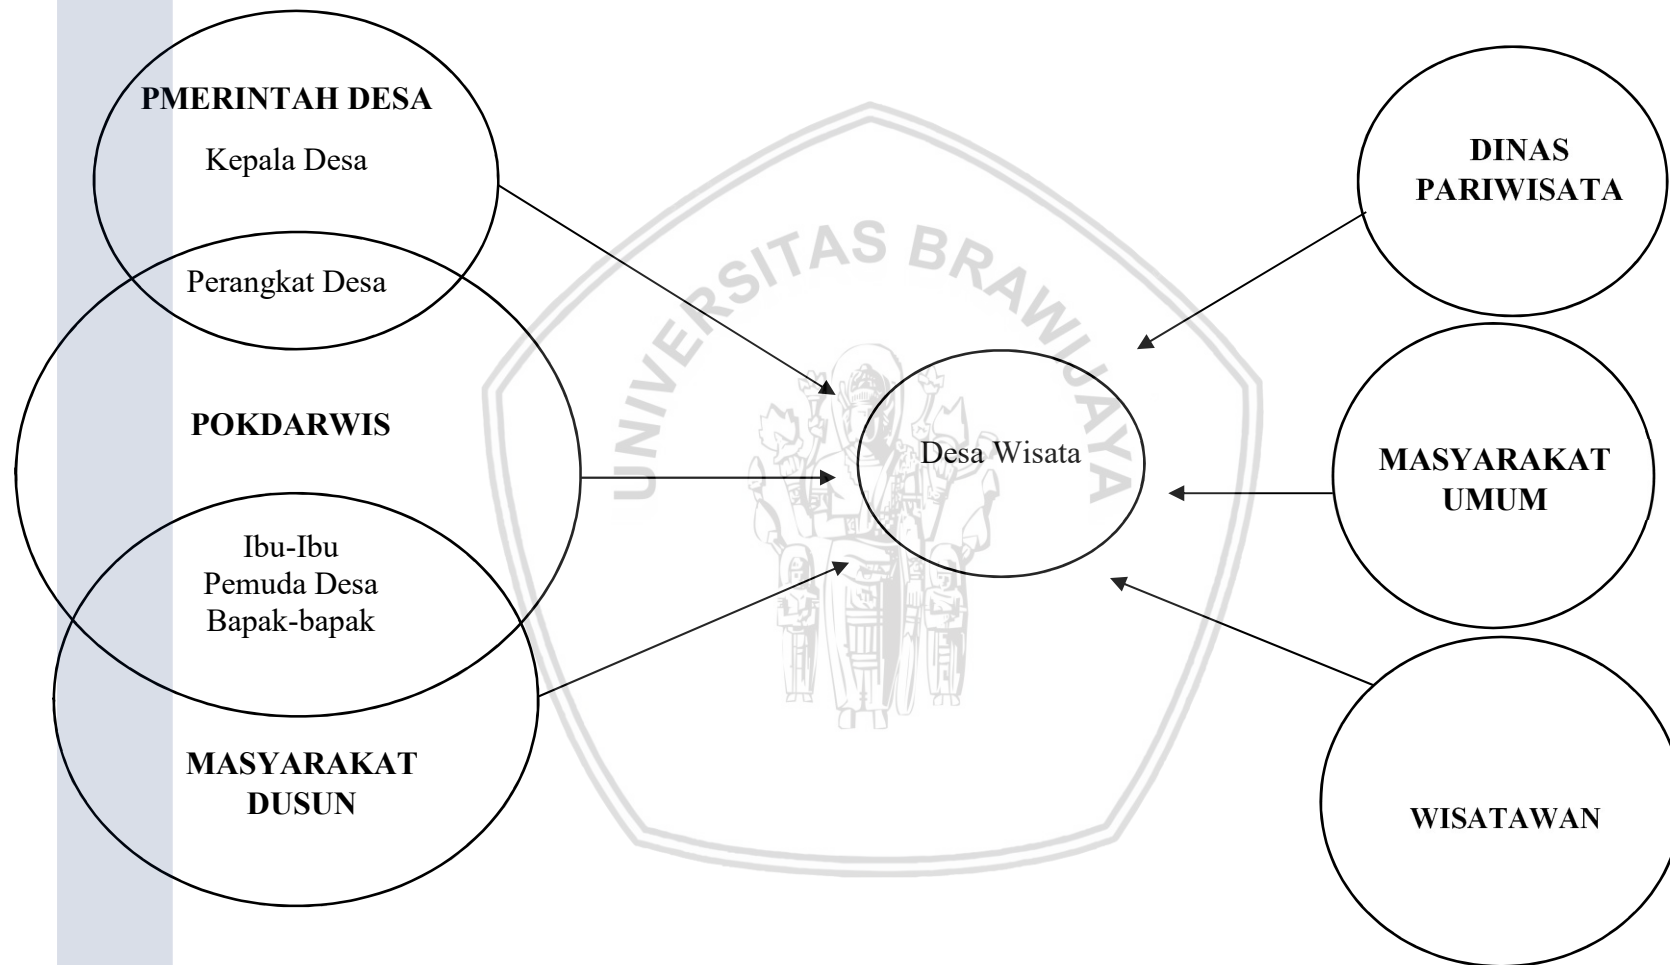 PMERINTAH DESA
Kepala Desa
Perangkat Desa
POKDARWIS
Ibu-Ibu
Pemuda Desa
Bapak-bapak
MASYARAKAT
DUSUN
UNIVERSITAS BRAWIJAYA
Desa Wisata
DINAS
PARIWISATA
MASYARAKAT
UMUM
WISATAWAN